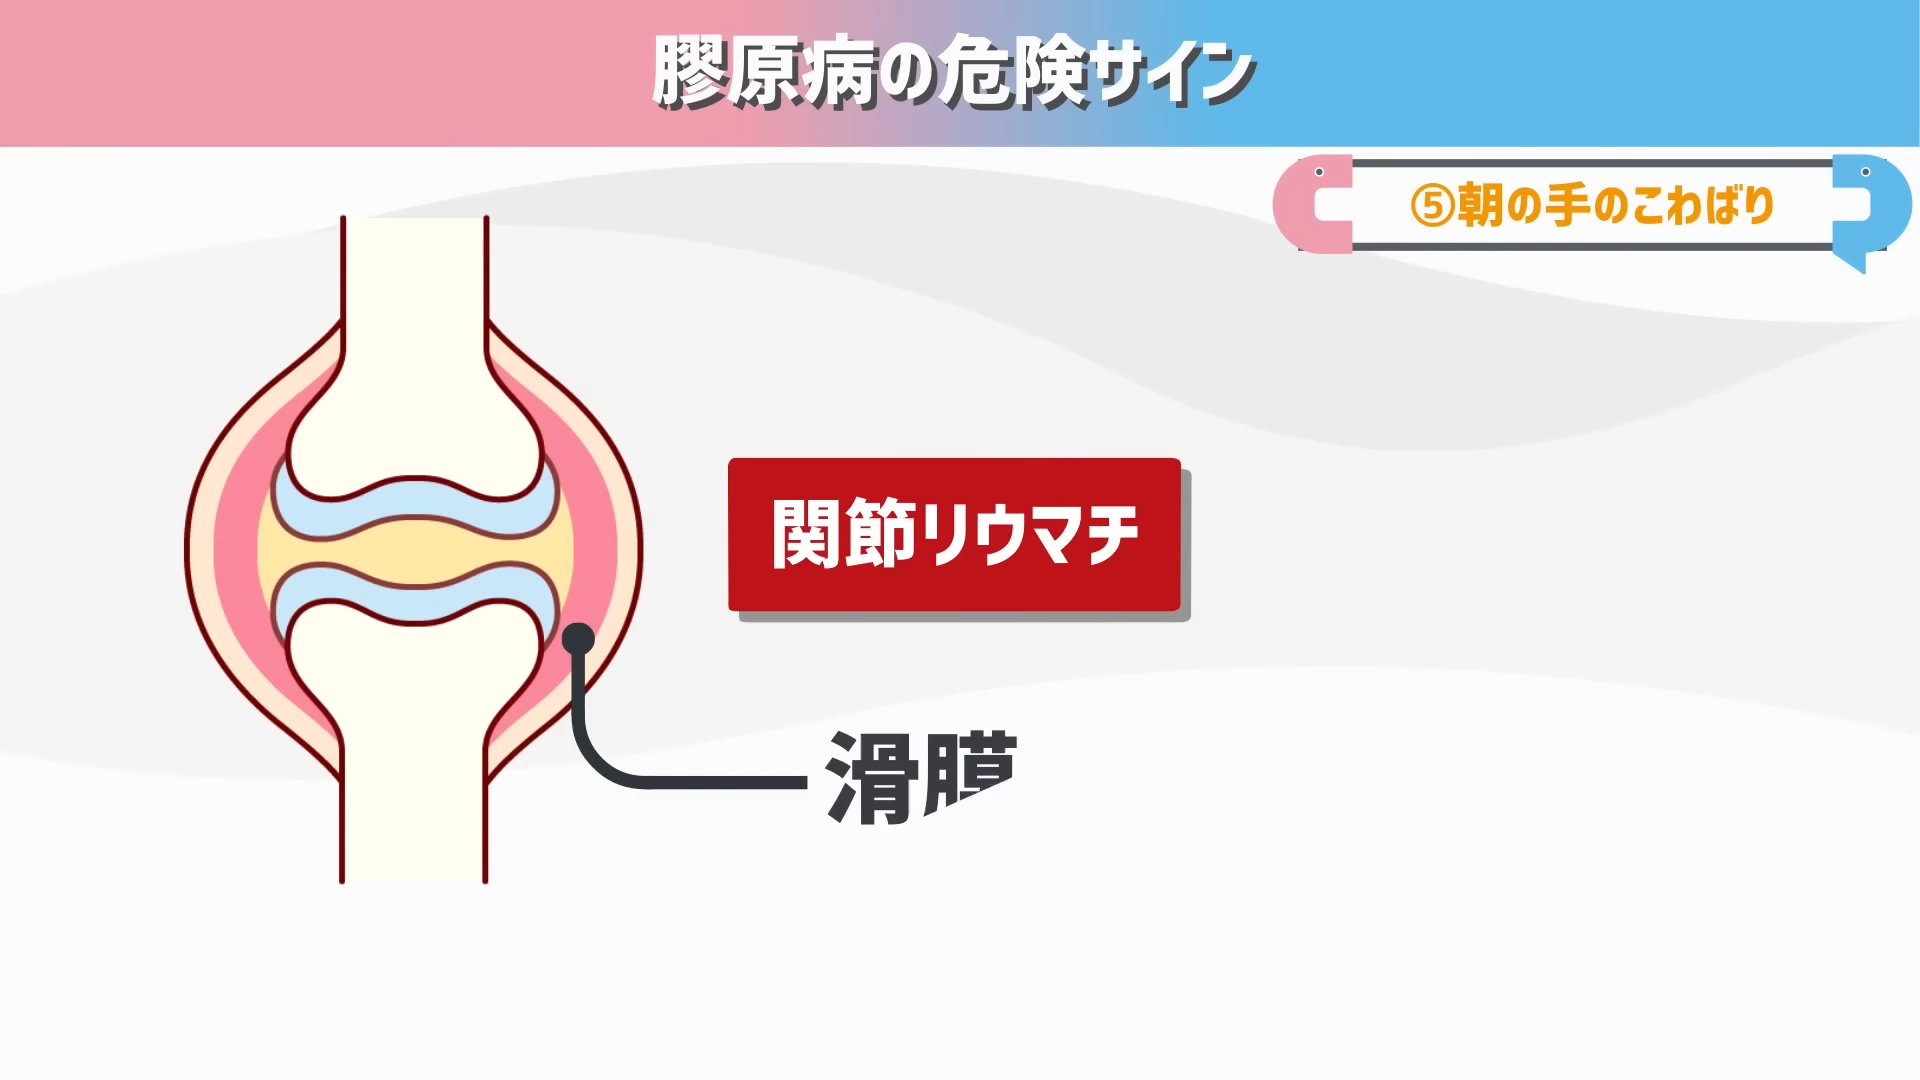 膠原病の危険サイン
⑤朝の手のこわばり
関節リウマチ
滑膜